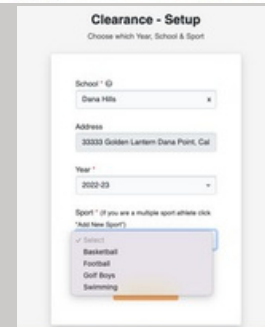 Clearance - Setup
Choose which Year, School & Sport
School *
Dana Hills x
Address
33333 Golden Lantern Dana Point, Cal
Year *
2022-23
Sport * (if you are a multiple sport athlete click
"Add New Sport")
✓ Select
Basketball
Football
Golf Boys
Swimming